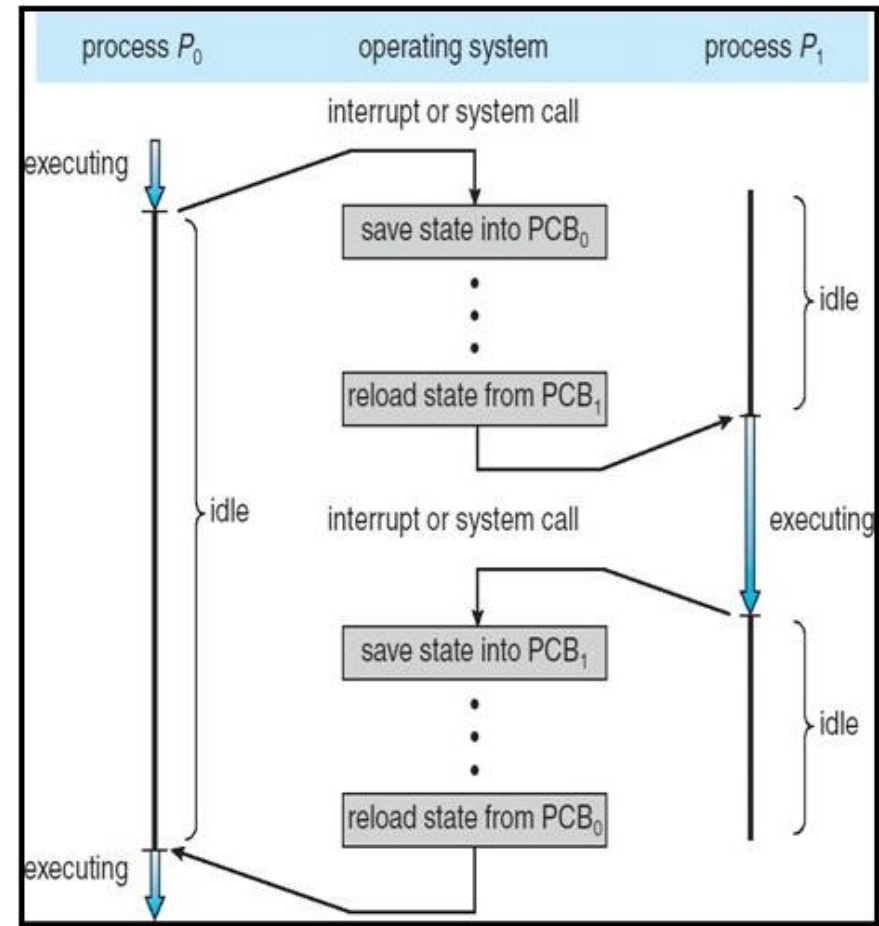 process P₀ operating system process P₁
interrupt or system call
executing
save state into PCB₀
idle
reload state from PCB₁
idle
interrupt or system call
executing
save state into PCB₁
idle
reload state from PCB₀
executing